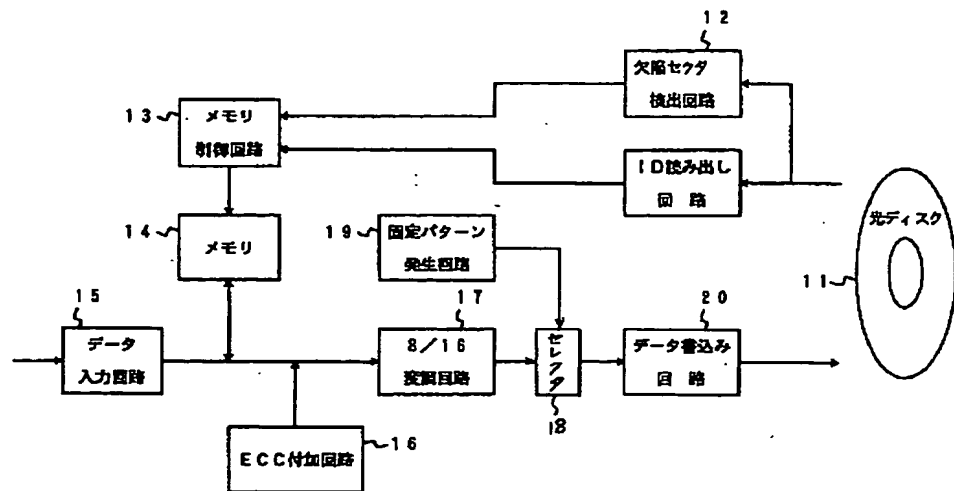 12
欠陥セクタ
検出回路
13
メモリ
制御回路
ID読み出し
回路
14
メモリ
19
固定パターン
発生回路
光ディスク
11
15
データ
入力回路
17
8/16
変調回路
セレクタ
18
20
データ書込み
回路
ECC付加回路
16